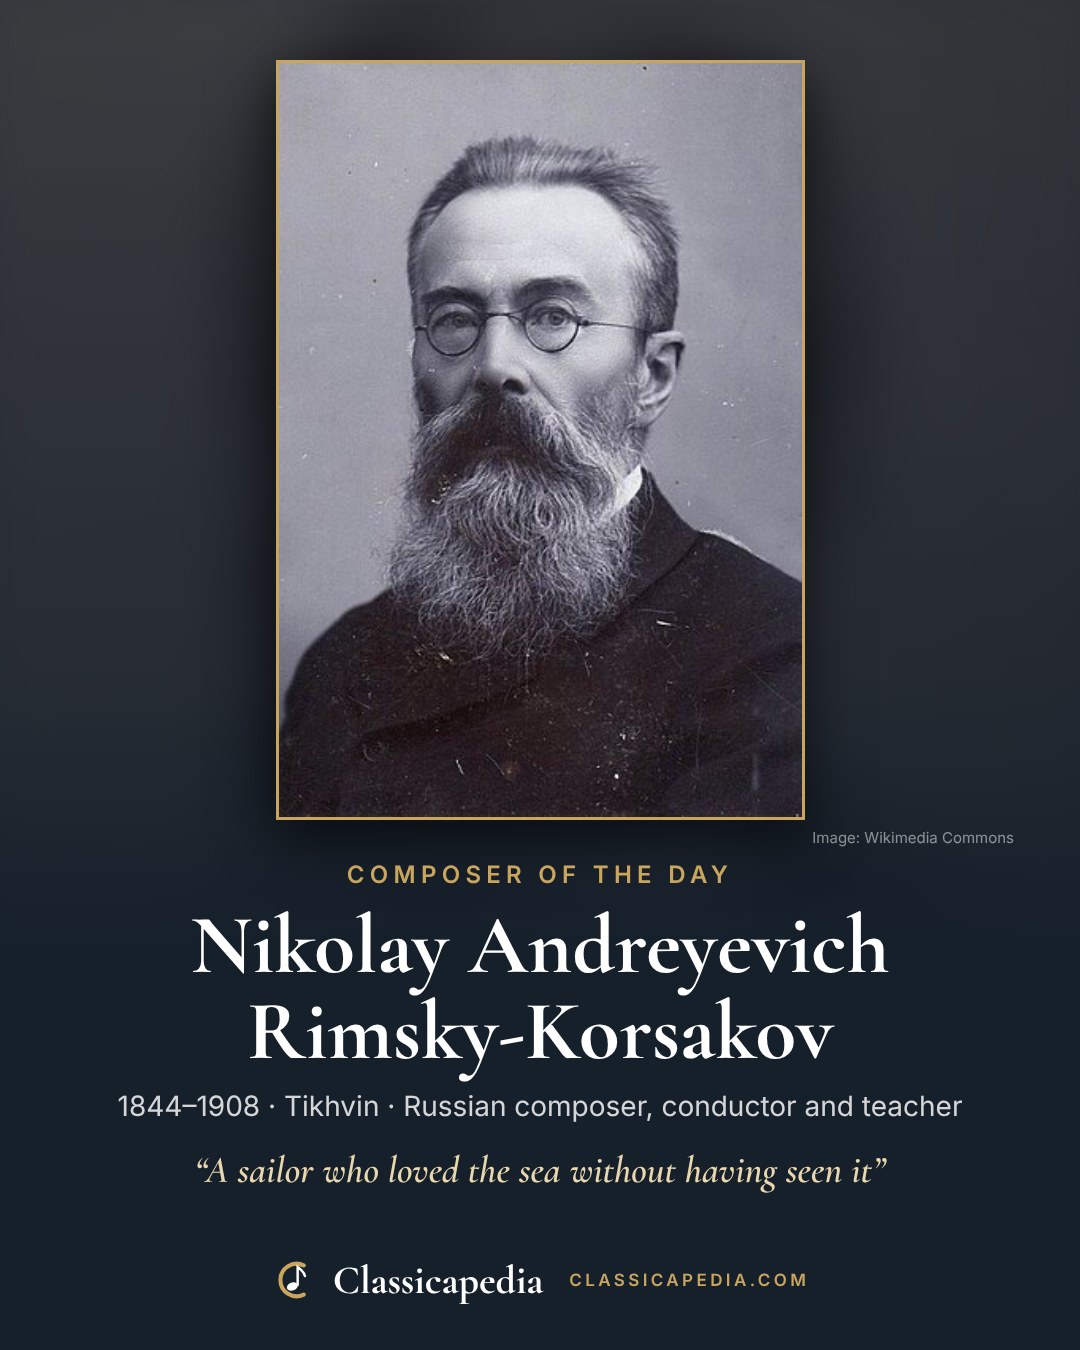 Image: Wikimedia Commons
COMPOSER OF THE DAY
Nikolay Andreyevich
Rimsky-Korsakov
1844–1908 · Tikhvin · Russian composer, conductor and teacher
“A sailor who loved the sea without having seen it”
Classicapedia CLASSICAPEDIA.COM